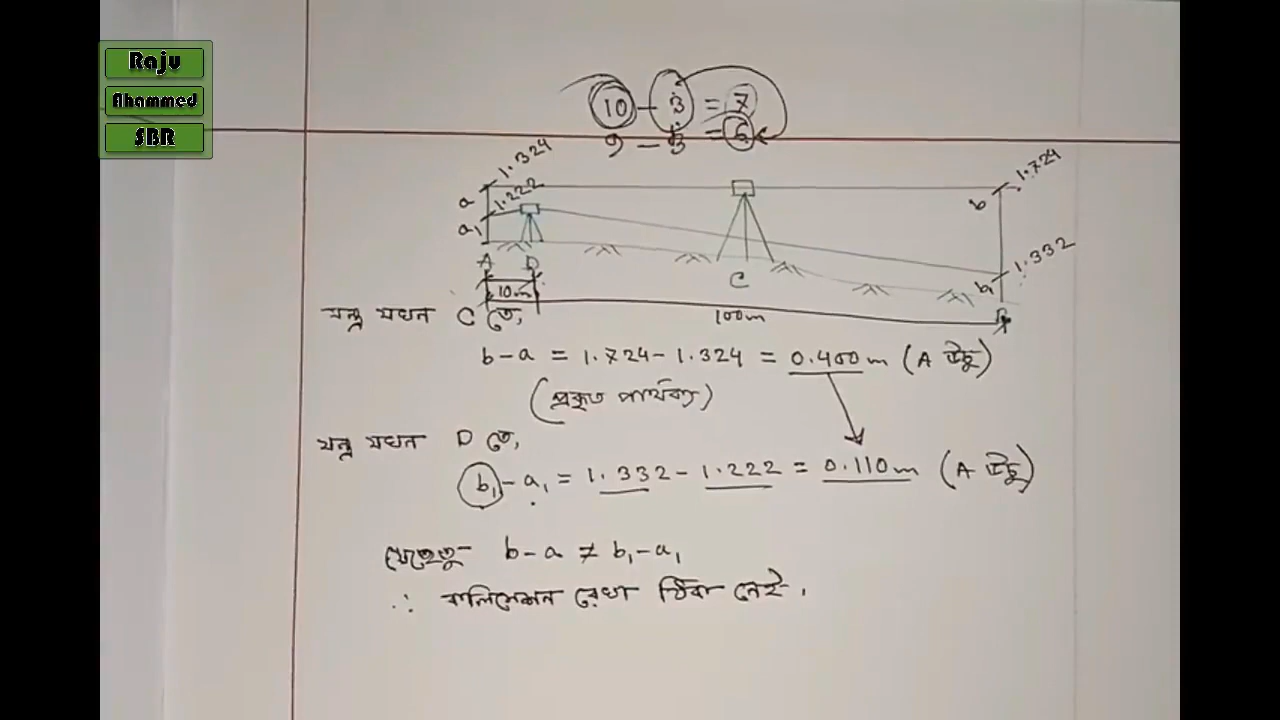 Raju
Ahammed
SBR
10 - 3 = 7
9 - 3 = 6
1.324
1.724
a
1.222
b
a₁
1.332
b₁
A D
C
10m
100m
B
যন্ত্র যখন C তে,
b - a = 1.724 - 1.324 = 0.400 m (A উঁচু)
(প্রকৃত পার্থক্য)
যন্ত্র যখন D তে,
b₁ - a₁ = 1.332 - 1.222 = 0.110 m (A উঁচু)
যেহেতু b - a ≠ b₁ - a₁
∴ কলিমেশন রেখা ঠিক নেই.